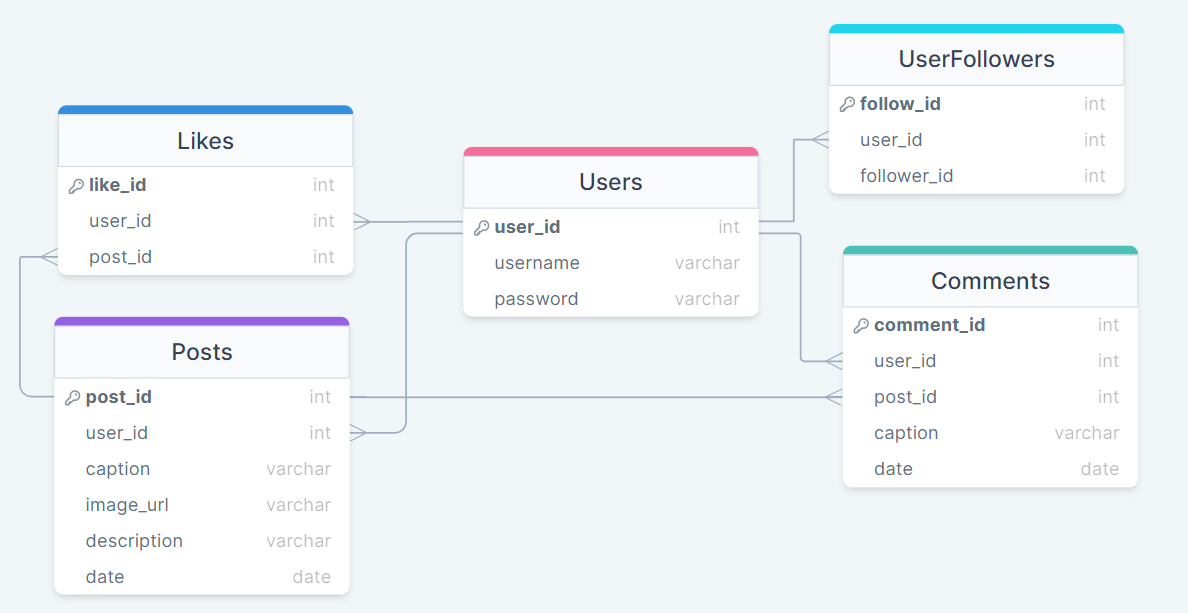 Likes
like_id int
user_id int
post_id int
Posts
post_id int
user_id int
caption varchar
image_url varchar
description varchar
date date
Users
user_id int
username varchar
password varchar
UserFollowers
follow_id int
user_id int
follower_id int
Comments
comment_id int
user_id int
post_id int
caption varchar
date date